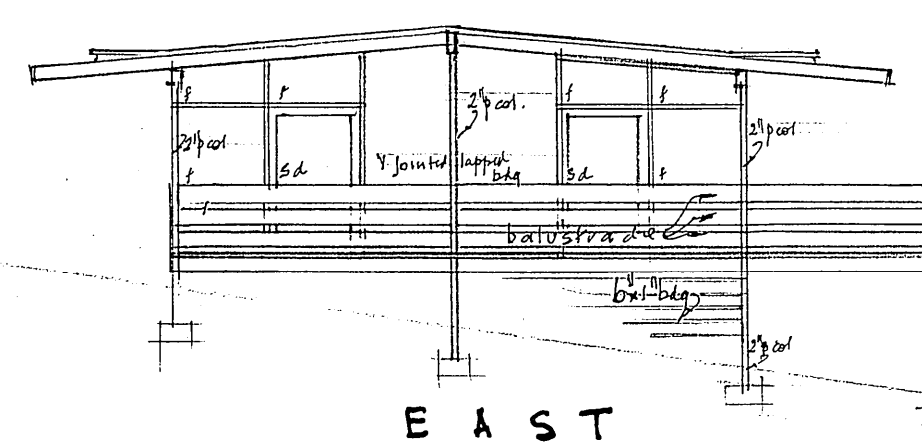 f f 2"p col. f f
2"p col 2"p col
f sd V jointed lapped sd f
bdg
balustrade
6"x1" bdg
2"p col
EAST